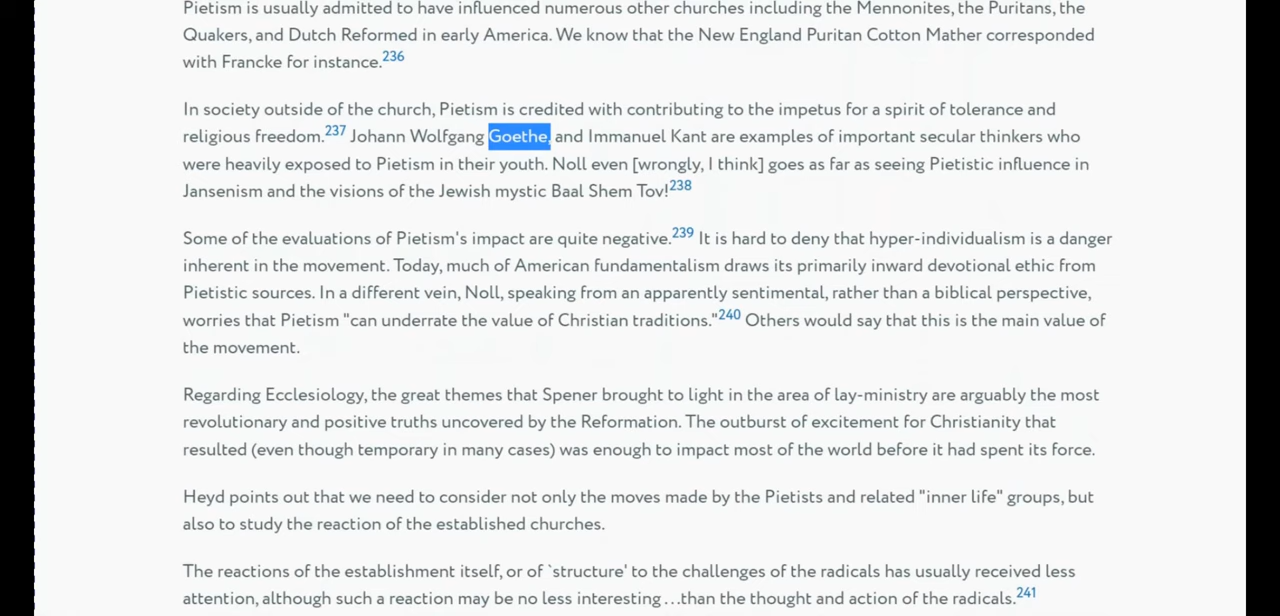 Pietism is usually admitted to have influenced numerous other churches including the Mennonites, the Puritans, the
Quakers, and Dutch Reformed in early America. We know that the New England Puritan Cotton Mather corresponded
with Francke for instance.236
In society outside of the church, Pietism is credited with contributing to the impetus for a spirit of tolerance and
religious freedom.237 Johann Wolfgang Goethe, and Immanuel Kant are examples of important secular thinkers who
were heavily exposed to Pietism in their youth. Noll even [wrongly, I think] goes as far as seeing Pietistic influence in
Jansenism and the visions of the Jewish mystic Baal Shem Tov!238
Some of the evaluations of Pietism's impact are quite negative.239 It is hard to deny that hyper-individualism is a danger
inherent in the movement. Today, much of American fundamentalism draws its primarily inward devotional ethic from
Pietistic sources. In a different vein, Noll, speaking from an apparently sentimental, rather than a biblical perspective,
worries that Pietism "can underrate the value of Christian traditions."240 Others would say that this is the main value of
the movement.
Regarding Ecclesiology, the great themes that Spener brought to light in the area of lay-ministry are arguably the most
revolutionary and positive truths uncovered by the Reformation. The outburst of excitement for Christianity that
resulted (even though temporary in many cases) was enough to impact most of the world before it had spent its force.
Heyd points out that we need to consider not only the moves made by the Pietists and related "inner life" groups, but
also to study the reaction of the established churches.
The reactions of the establishment itself, or of `structure' to the challenges of the radicals has usually received less
attention, although such a reaction may be no less interesting...than the thought and action of the radicals.241